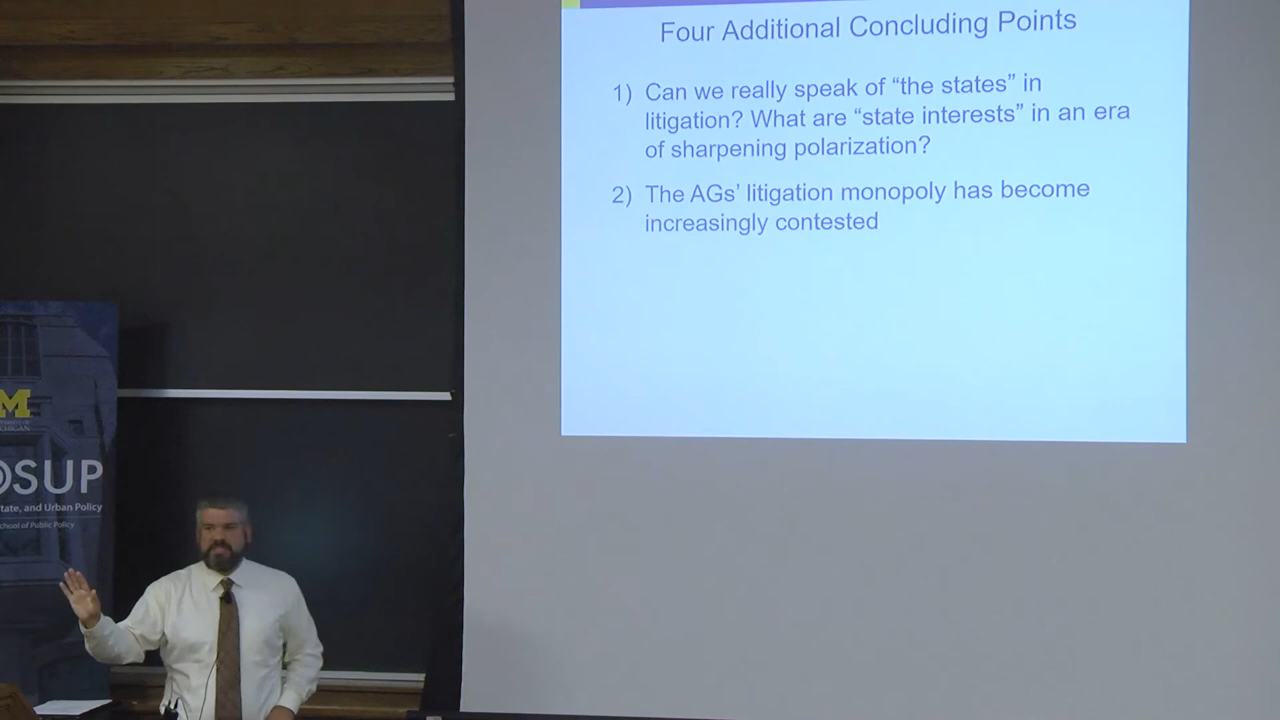 Four Additional Concluding Points
1) Can we really speak of “the states” in
litigation? What are “state interests” in an era
of sharpening polarization?
2) The AGs’ litigation monopoly has become
increasingly contested
M
OSUP
tate, and Urban Policy
chool of Public Policy